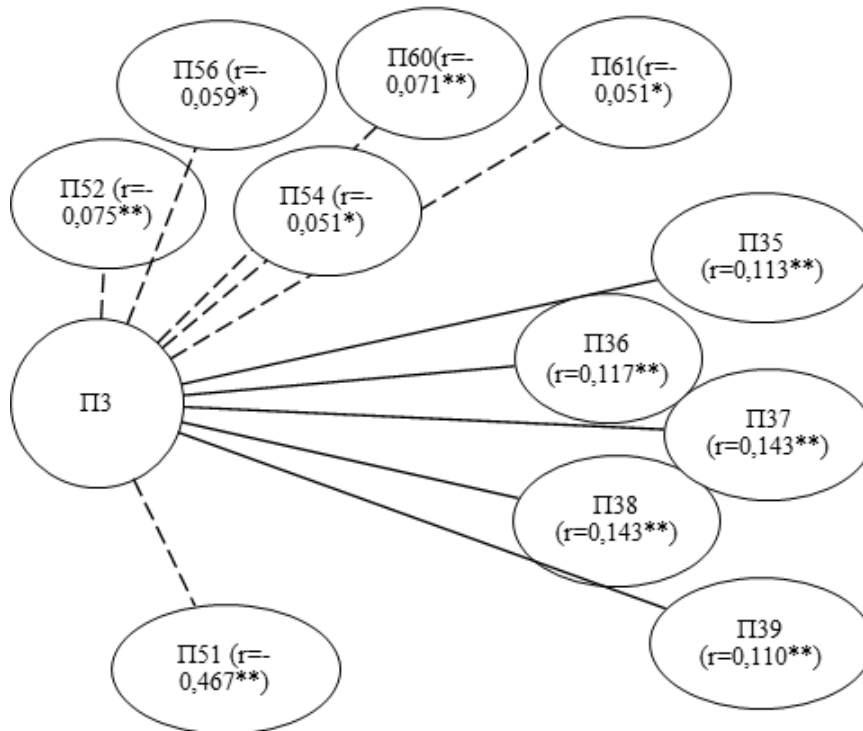 П56 (r=-
0,059*)
П60(r=-
0,071**)
П61(r=-
0,051*)
П52 (r=-
0,075**)
П54 (r=-
0,051*)
П35
(r=0,113**)
П36
(r=0,117**)
П3
П37
(r=0,143**)
П38
(r=0,143**)
П39
(r=0,110**)
П51 (r=-
0,467**)